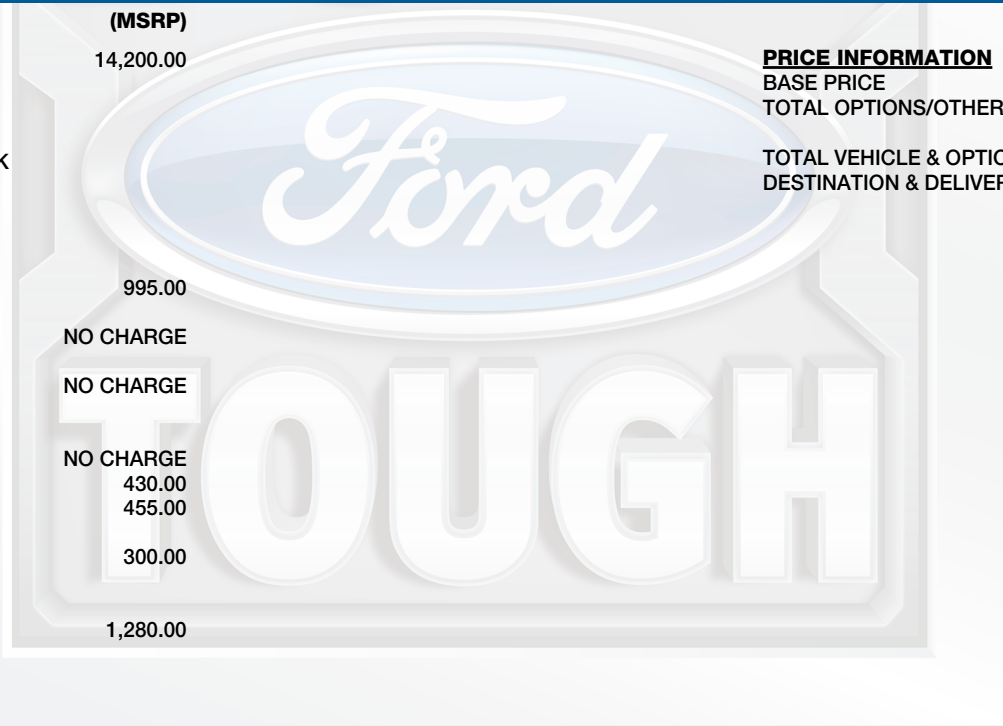 (MSRP)
14,200.00
K
995.00
NO CHARGE
NO CHARGE
NO CHARGE
430.00
455.00
300.00
1,280.00
PRICE INFORMATION
BASE PRICE
TOTAL OPTIONS/OTHER
TOTAL VEHICLE & OPTIO
DESTINATION & DELIVER
Ford
TOUGH